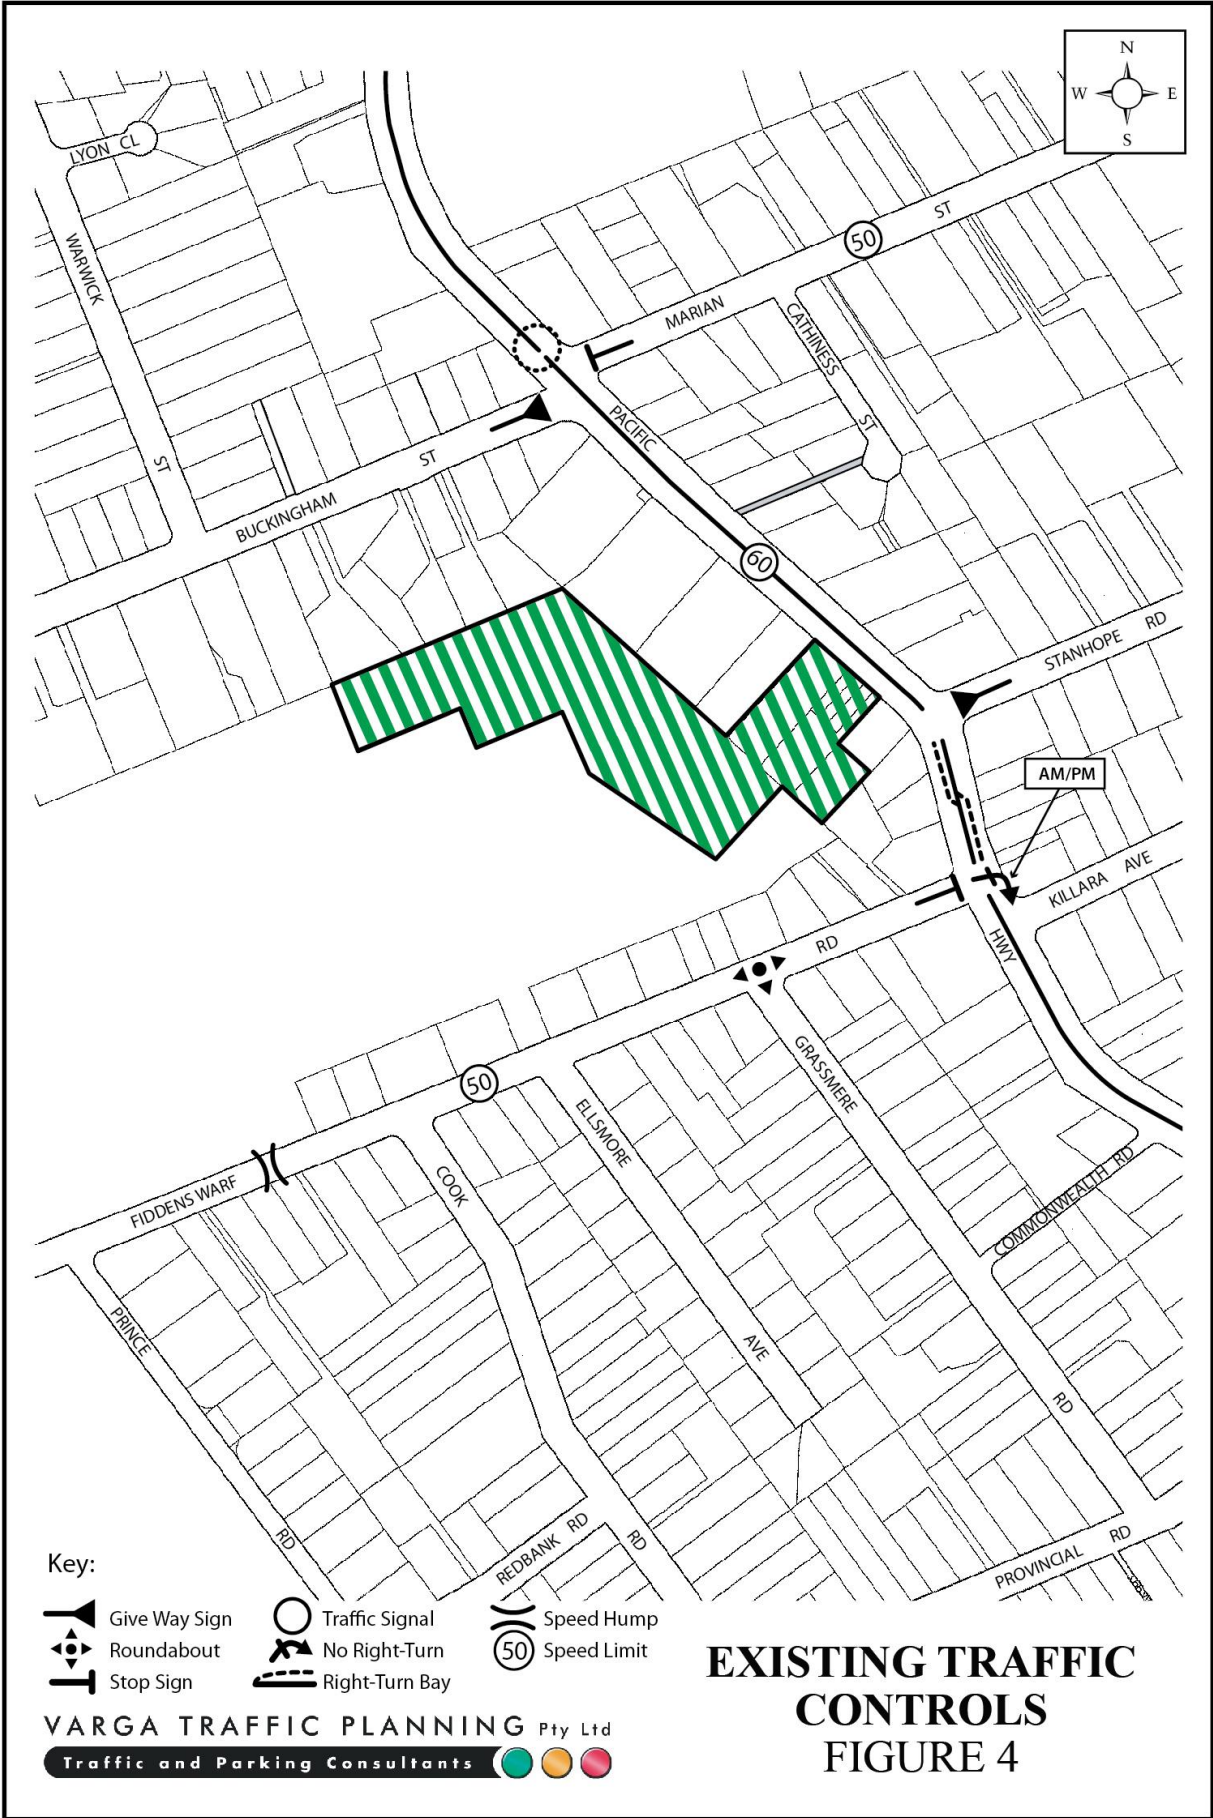 N
W E
S
LYON CL
50
ST
WARWICK
MARIAN
CATHINESS
ST
PACIFIC
ST
ST
BUCKINGHAM
60
STANHOPE RD
AM/PM
KILLARA AVE
RD
HWY
50
GRASSMERE
ELLSMORE
COOK
COMMONWEALTH RD
FIDDENS WARF
PRINCE
AVE
RD
RD
REDBANK RD
RD
PROVINCIAL RD
Key:
Give Way Sign
Roundabout
Stop Sign
Traffic Signal
No Right-Turn
Right-Turn Bay
Speed Hump
50 Speed Limit
EXISTING TRAFFIC
CONTROLS
FIGURE 4
VARGA TRAFFIC PLANNING Pty Ltd
Traffic and Parking Consultants